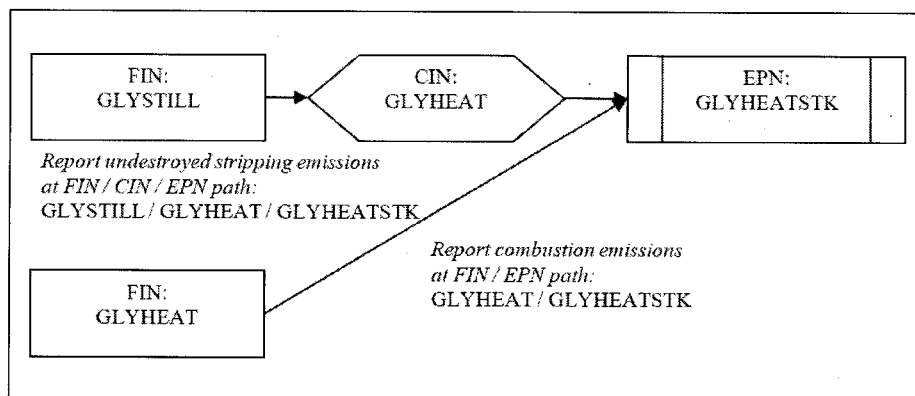 FIN:
GLYSTILL
CIN:
GLYHEAT
EPN:
GLYHEATSTK
Report undestroyed stripping emissions
at FIN / CIN / EPN path:
GLYSTILL / GLYHEAT / GLYHEATSTK
Report combustion emissions
at FIN / EPN path:
GLYHEAT / GLYHEATSTK
FIN:
GLYHEAT